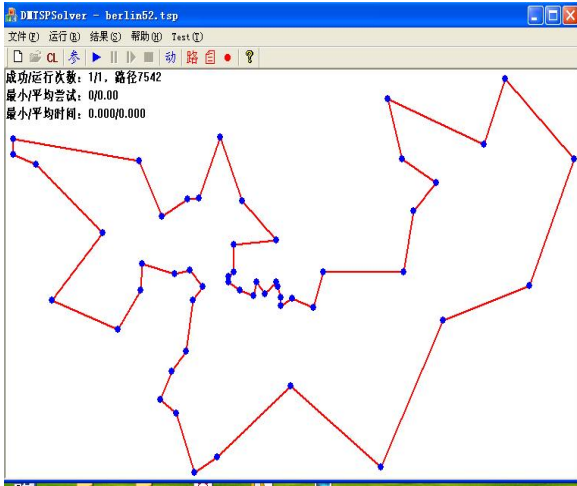 DMTSPSolver - berlin52.tsp
文件(F) 运行(R) 结果(S) 帮助(H) Test(T)
CL 参 动 路
成功/运行次数：1/1，路径7542
最小/平均尝试：0/0.00
最小/平均时间：0.000/0.000